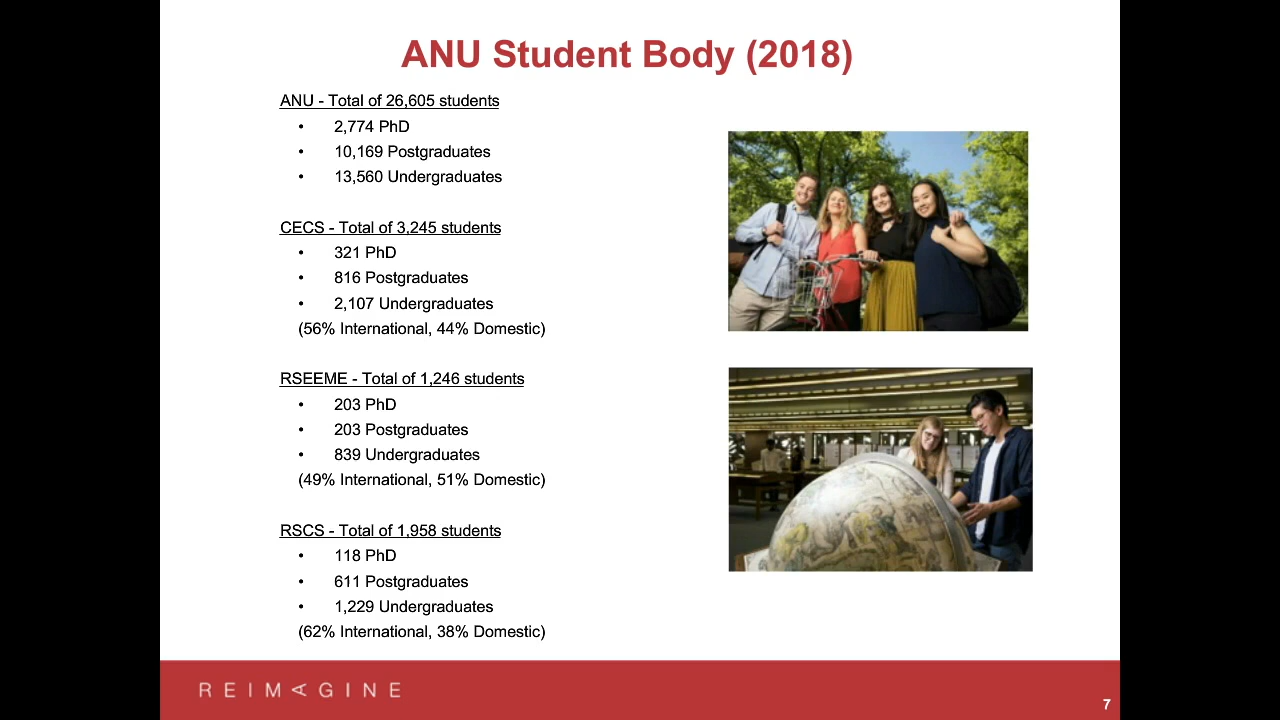 ANU Student Body (2018)
ANU - Total of 26,605 students
• 2,774 PhD
• 10,169 Postgraduates
• 13,560 Undergraduates
CECS - Total of 3,245 students
• 321 PhD
• 816 Postgraduates
• 2,107 Undergraduates
(56% International, 44% Domestic)
RSEEME - Total of 1,246 students
• 203 PhD
• 203 Postgraduates
• 839 Undergraduates
(49% International, 51% Domestic)
RSCS - Total of 1,958 students
• 118 PhD
• 611 Postgraduates
• 1,229 Undergraduates
(62% International, 38% Domestic)
REIMAGINE
7